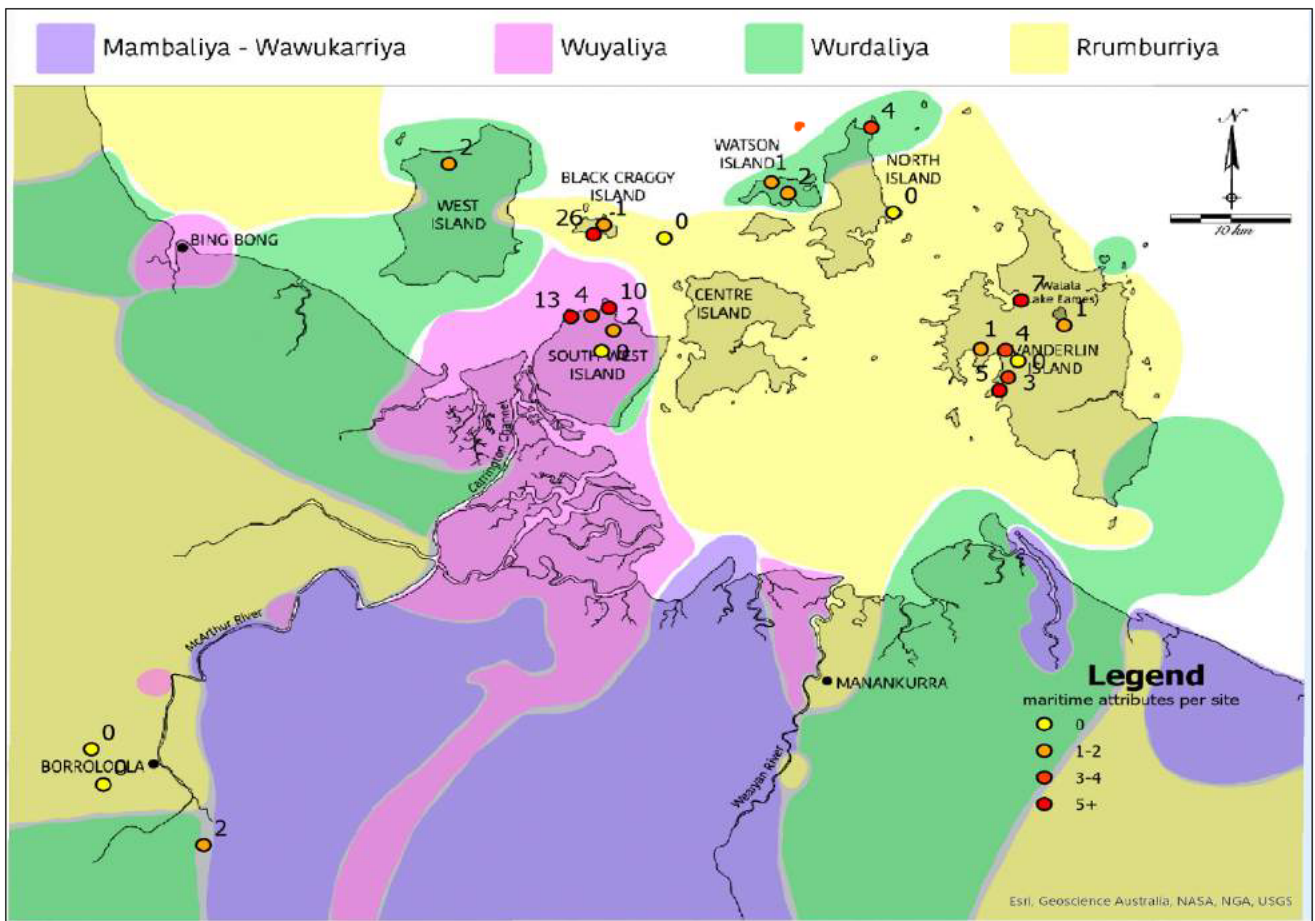 Mambaliya - Wawukarriya
Wuyaliya
Wurdaliya
Rrumburriya
4
N
WATSON
ISLAND
1
2
NORTH
ISLAND
0
2
WEST
ISLAND
BLACK CRAGGY
ISLAND
26
1
0
10 km
BING BONG
13
4
10
2
0
SOUTH WEST
ISLAND
CENTRE
ISLAND
7
Walala
(Lake Eames)
1
1
4
VANDERLIN
ISLAND
0
5
3
Carrington Channel
McArthur River
MANANKURRA
Wearyan River
0
BORROLOOLA
0
2
Legend
maritime attributes per site
0
1-2
3-4
5+
Esri, Geoscience Australia, NASA, NGA, USGS